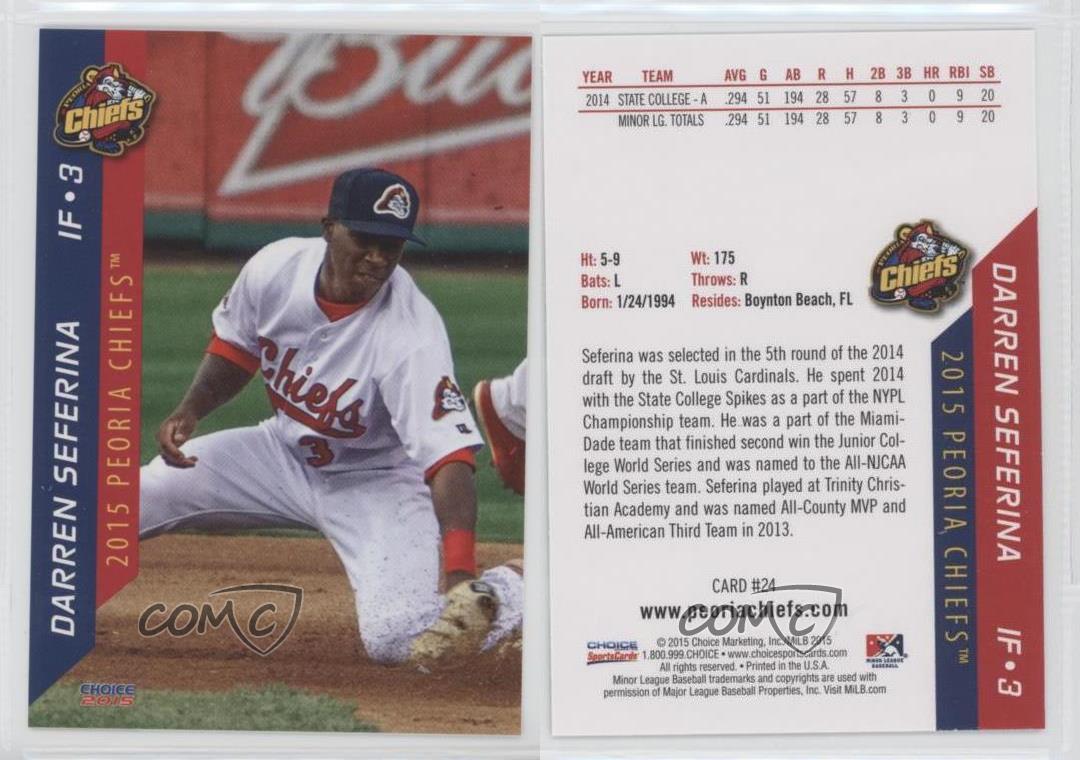 PEORIA
Chiefs
IF • 3
DARREN SEFERINA
2015 PEORIA CHIEFS™
Chiefs
3
COMC
CHOICE
2015
YEAR TEAM AVG G AB R H 2B 3B HR RBI SB
2014 STATE COLLEGE - A .294 51 194 28 57 8 3 0 9 20
MINOR LG. TOTALS .294 51 194 28 57 8 3 0 9 20
Ht: 5-9 Wt: 175
Bats: L Throws: R
Born: 1/24/1994 Resides: Boynton Beach, FL
PEORIA
Chiefs
Seferina was selected in the 5th round of the 2014
draft by the St. Louis Cardinals. He spent 2014
with the State College Spikes as a part of the NYPL
Championship team. He was a part of the Miami-
Dade team that finished second win the Junior Col-
lege World Series and was named to the All-NJCAA
World Series team. Seferina played at Trinity Chris-
tian Academy and was named All-County MVP and
All-American Third Team in 2013.
CARD #24
www.peoriachiefs.com
COMC
CHOICE
SportsCards
© 2015 Choice Marketing, Inc./MiLB 2015
1.800.999.CHOICE • www.choicesportscards.com
All rights reserved. • Printed in the U.S.A.
Minor League Baseball trademarks and copyrights are used with
permission of Major League Baseball Properties, Inc. Visit MiLB.com
MINOR LEAGUE
BASEBALL
DARREN SEFERINA IF • 3
2015 PEORIA CHIEFS™